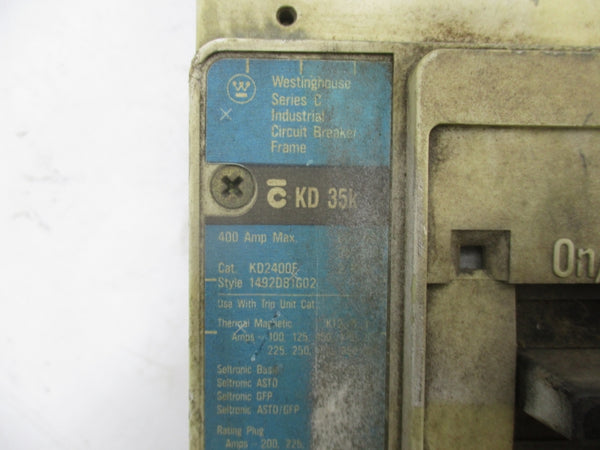 Westinghouse
Series C
Industrial
Circuit Breaker
Frame
C KD 35k
400 Amp Max.
Cat. KD2400F
Style 1492D81G02
On/
Use With Trip Unit Cat.
Thermal Magnetic
Amps - 100, 125,
225, 250,
Seltronic Basic
Seltronic ASTD
Seltronic GFP
Seltronic ASTD/GFP
Rating Plug
Amps - 200, 225,